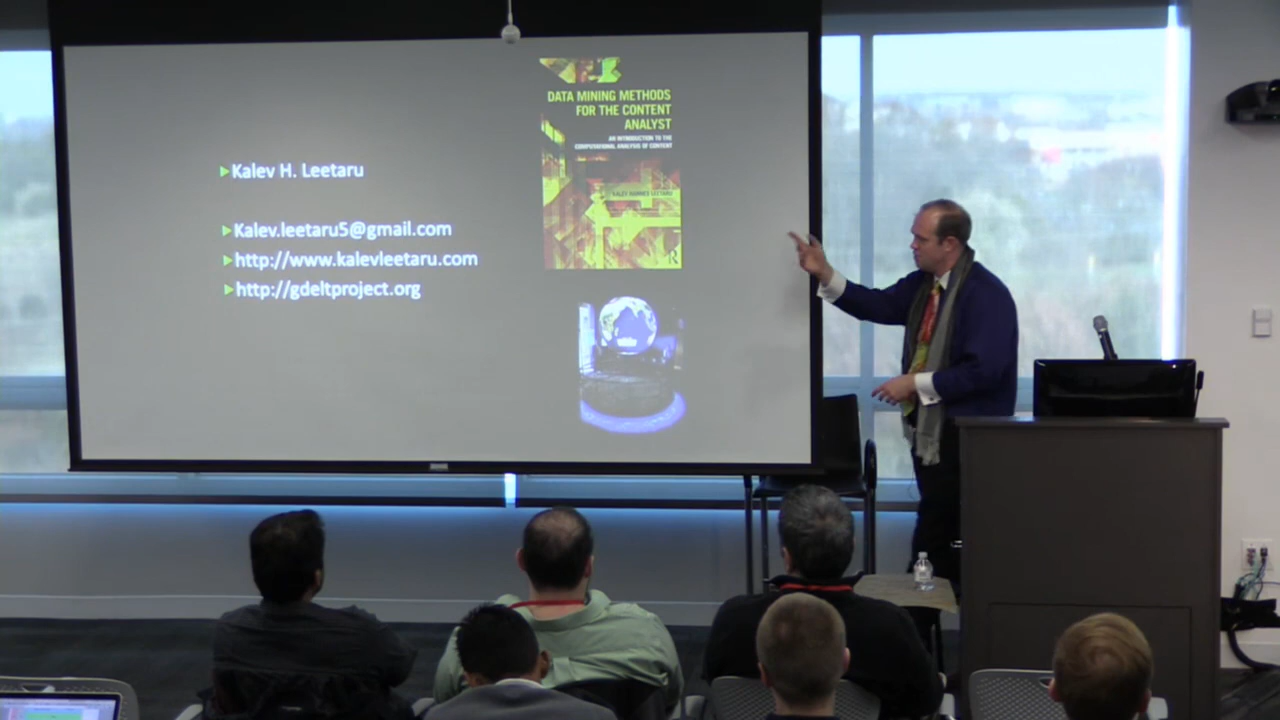 Kalev H. Leetaru
Kalev.leetaru5@gmail.com
http://www.kalevleetaru.com
http://gdeltproject.org
DATA MINING METHODS
FOR THE CONTENT
ANALYST
AN INTRODUCTION TO THE
COMPUTATIONAL ANALYSIS OF CONTENT
KALEV HANNES LEETARU
R